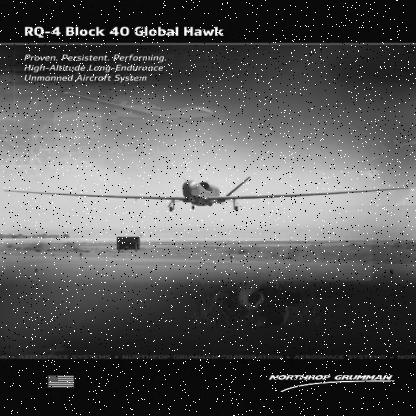 RQ-4 Block 40 Global Hawk
Proven. Persistent. Performing.
High-Altitude Long-Endurance
Unmanned Aircraft System
NORTHROP GRUMMAN